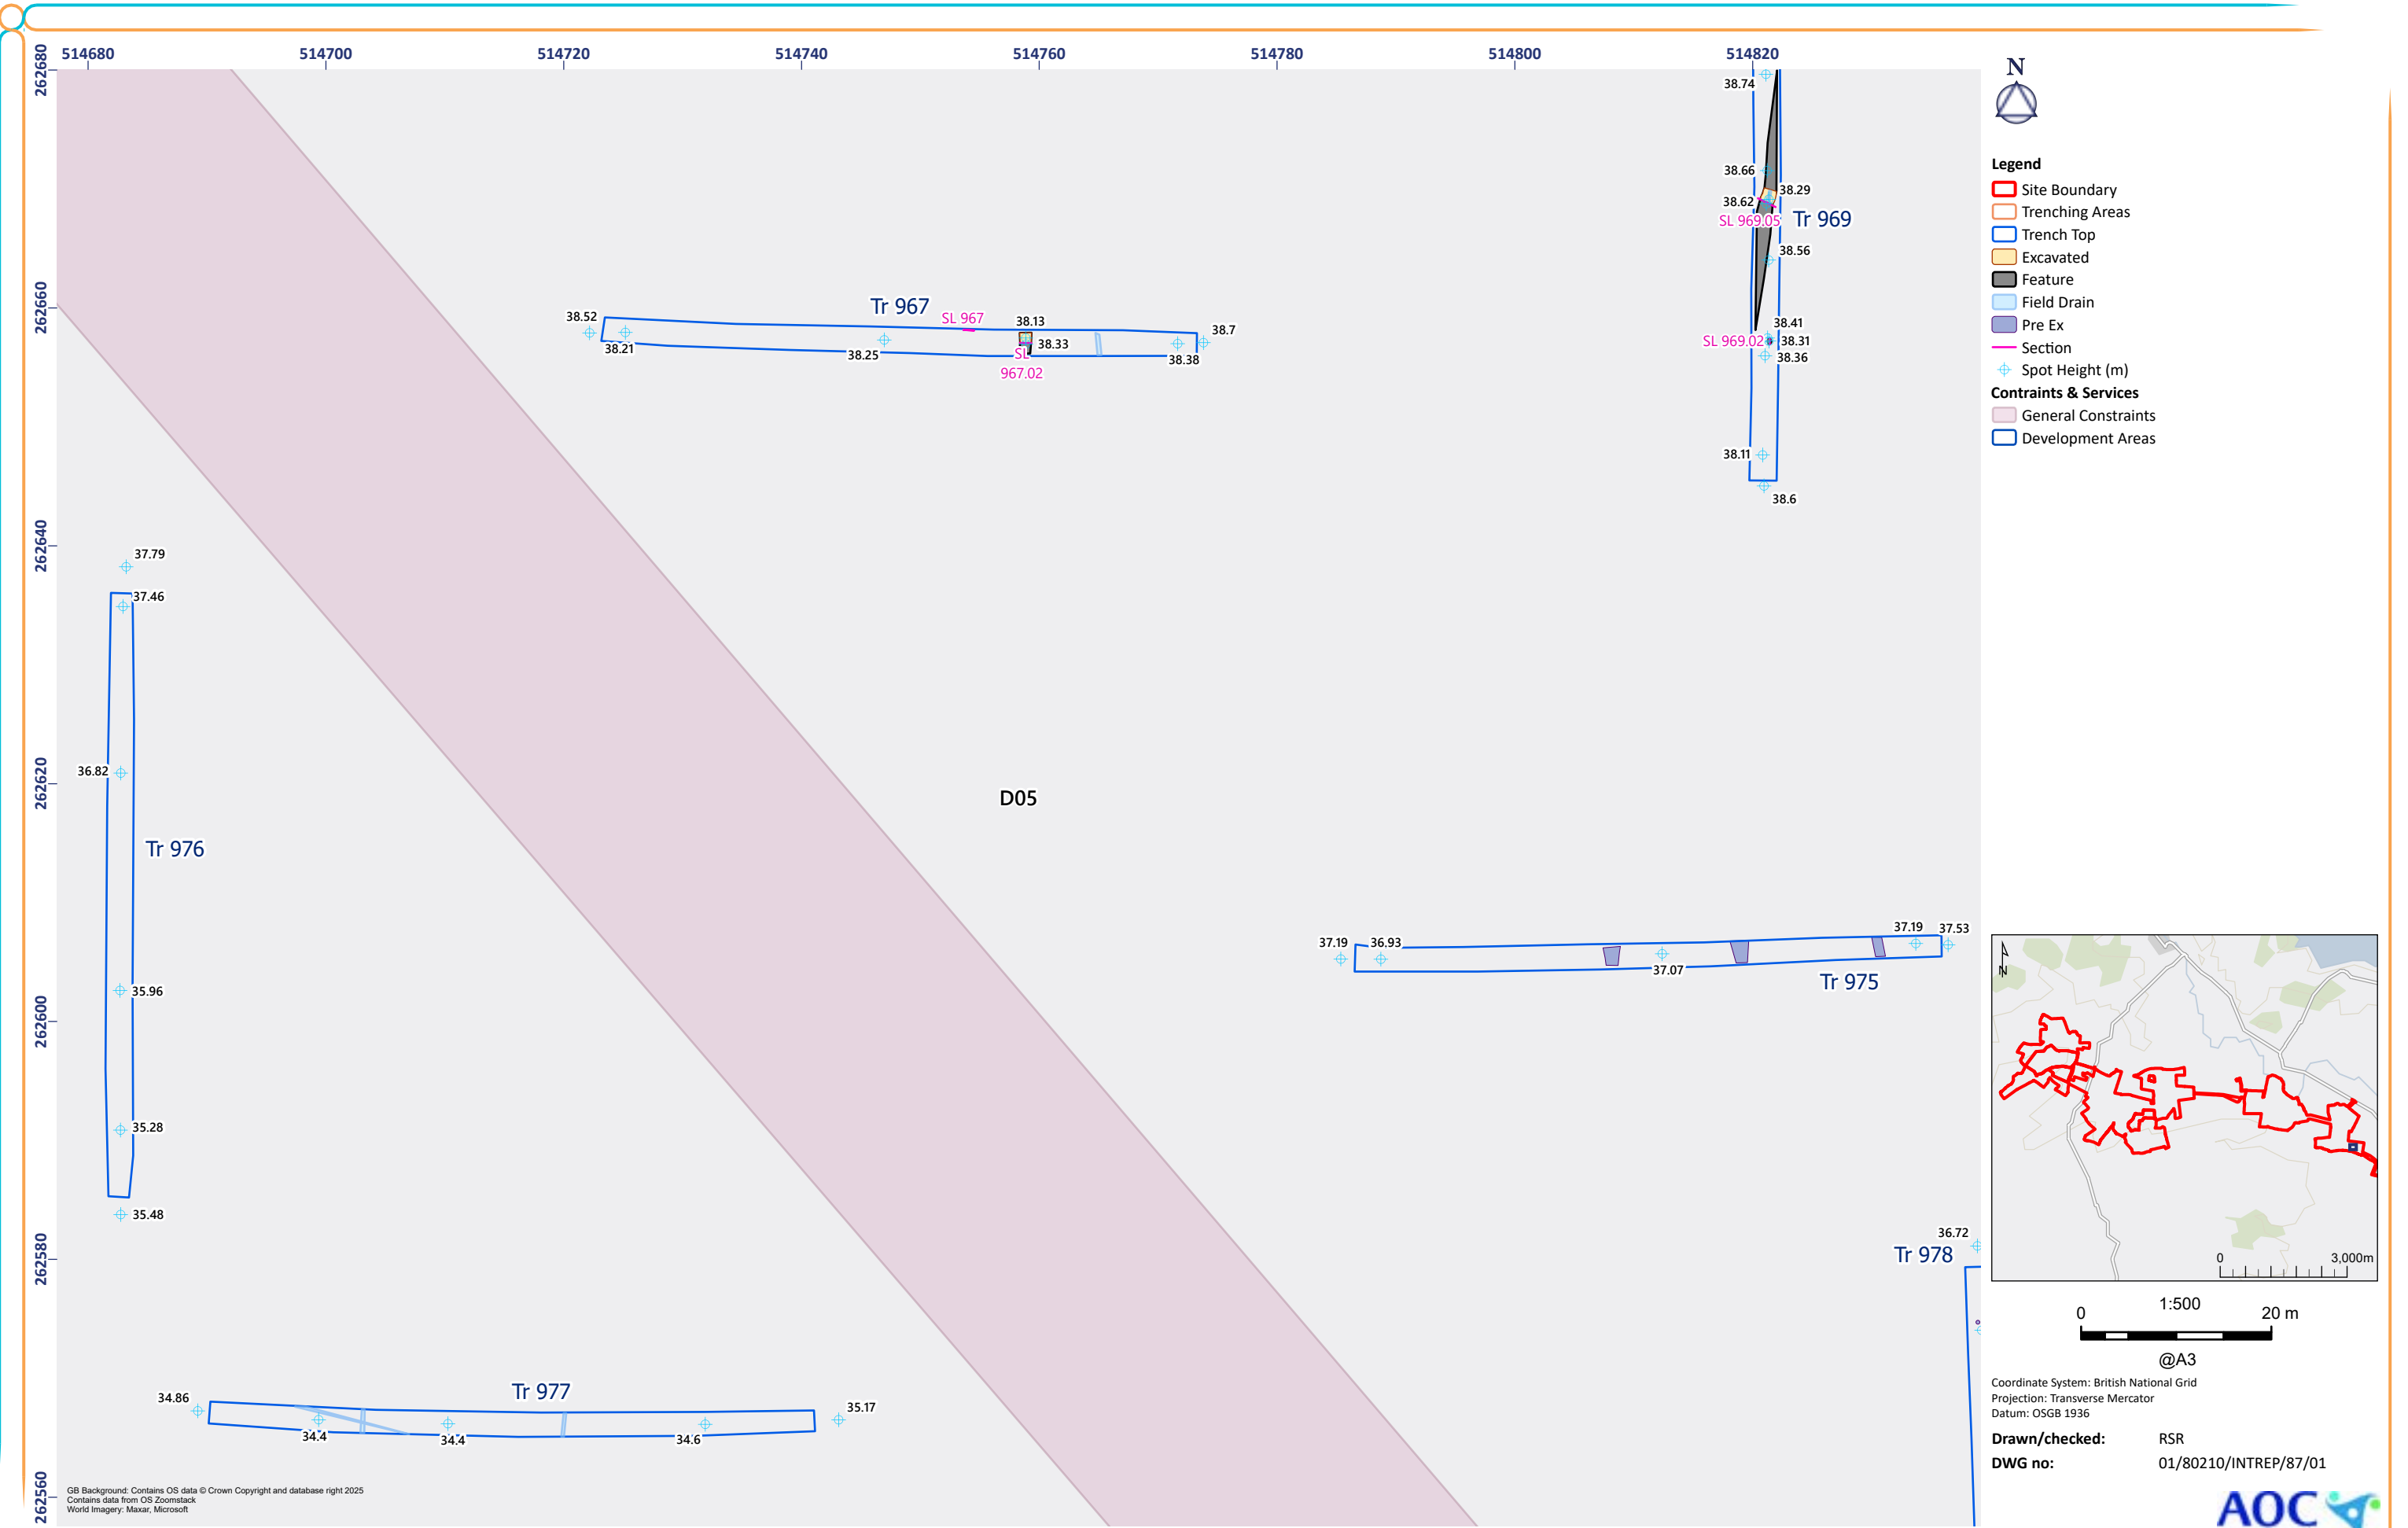 514680
514700
514720
514740
514760
514780
514800
514820
262680
262660
262640
262620
262600
262580
262560
38.74
38.66
38.29
38.62
SL 969.05
Tr 969
38.56
38.41
SL 969.02
38.31
38.36
38.11
38.6
Tr 967
38.52
SL 967
38.13
38.7
38.21
38.25
38.33
38.38
SL
967.02
37.79
37.46
36.82
Tr 976
35.96
35.28
35.48
D05
37.19
36.93
37.07
37.19
37.53
Tr 975
36.72
Tr 978
34.86
Tr 977
35.17
34.4
34.4
34.6
GB Background: Contains OS data © Crown Copyright and database right 2025
Contains data from OS Zoomstack
World Imagery: Maxar, Microsoft
N
Legend
Site Boundary
Trenching Areas
Trench Top
Excavated
Feature
Field Drain
Pre Ex
Section
Spot Height (m)
Contraints & Services
General Constraints
Development Areas
N
0 3,000m
1:500
0 20 m
@A3
Coordinate System: British National Grid
Projection: Transverse Mercator
Datum: OSGB 1936
Drawn/checked: RSR
DWG no: 01/80210/INTREP/87/01
AOC